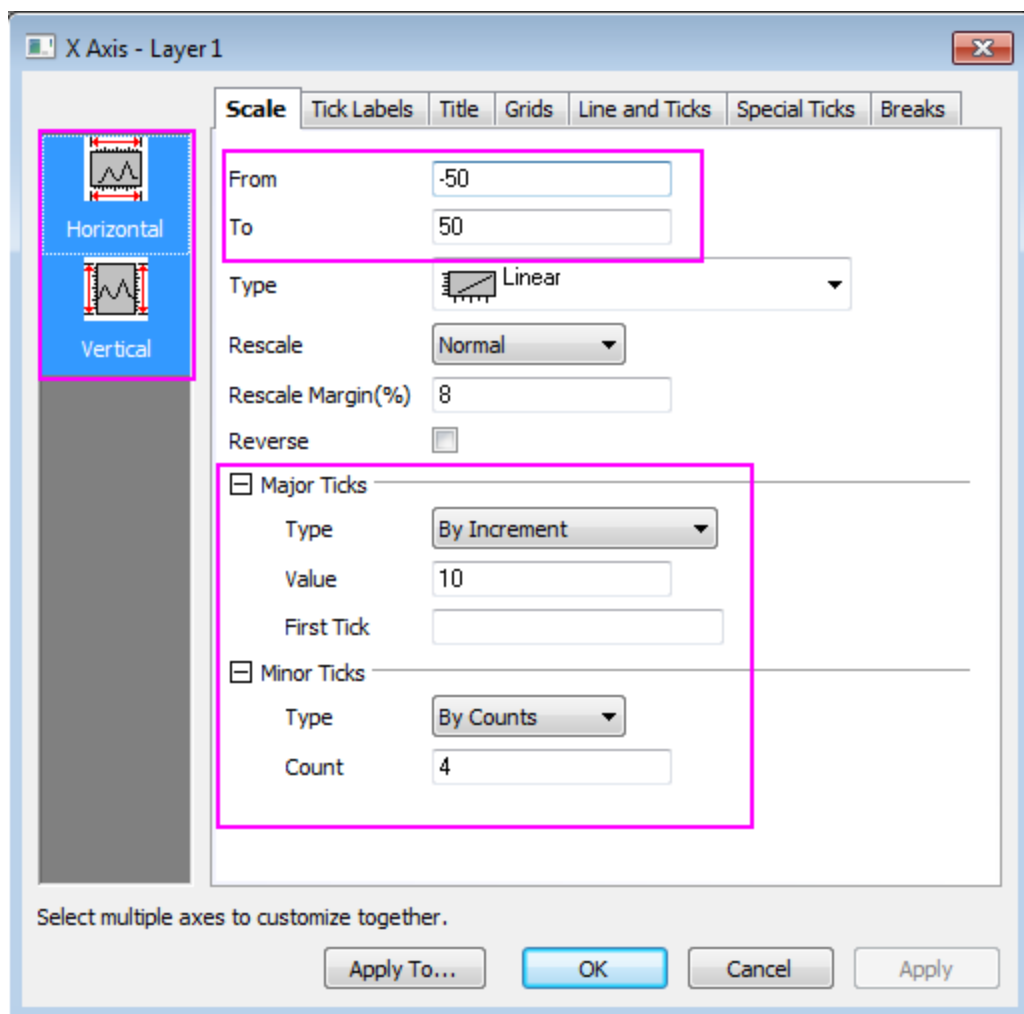 X Axis - Layer 1
Scale Tick Labels Title Grids Line and Ticks Special Ticks Breaks
Horizontal
Vertical
From -50
To 50
Type Linear
Rescale Normal
Rescale Margin(%) 8
Reverse
Major Ticks
Type By Increment
Value 10
First Tick
Minor Ticks
Type By Counts
Count 4
Select multiple axes to customize together.
Apply To... OK Cancel Apply